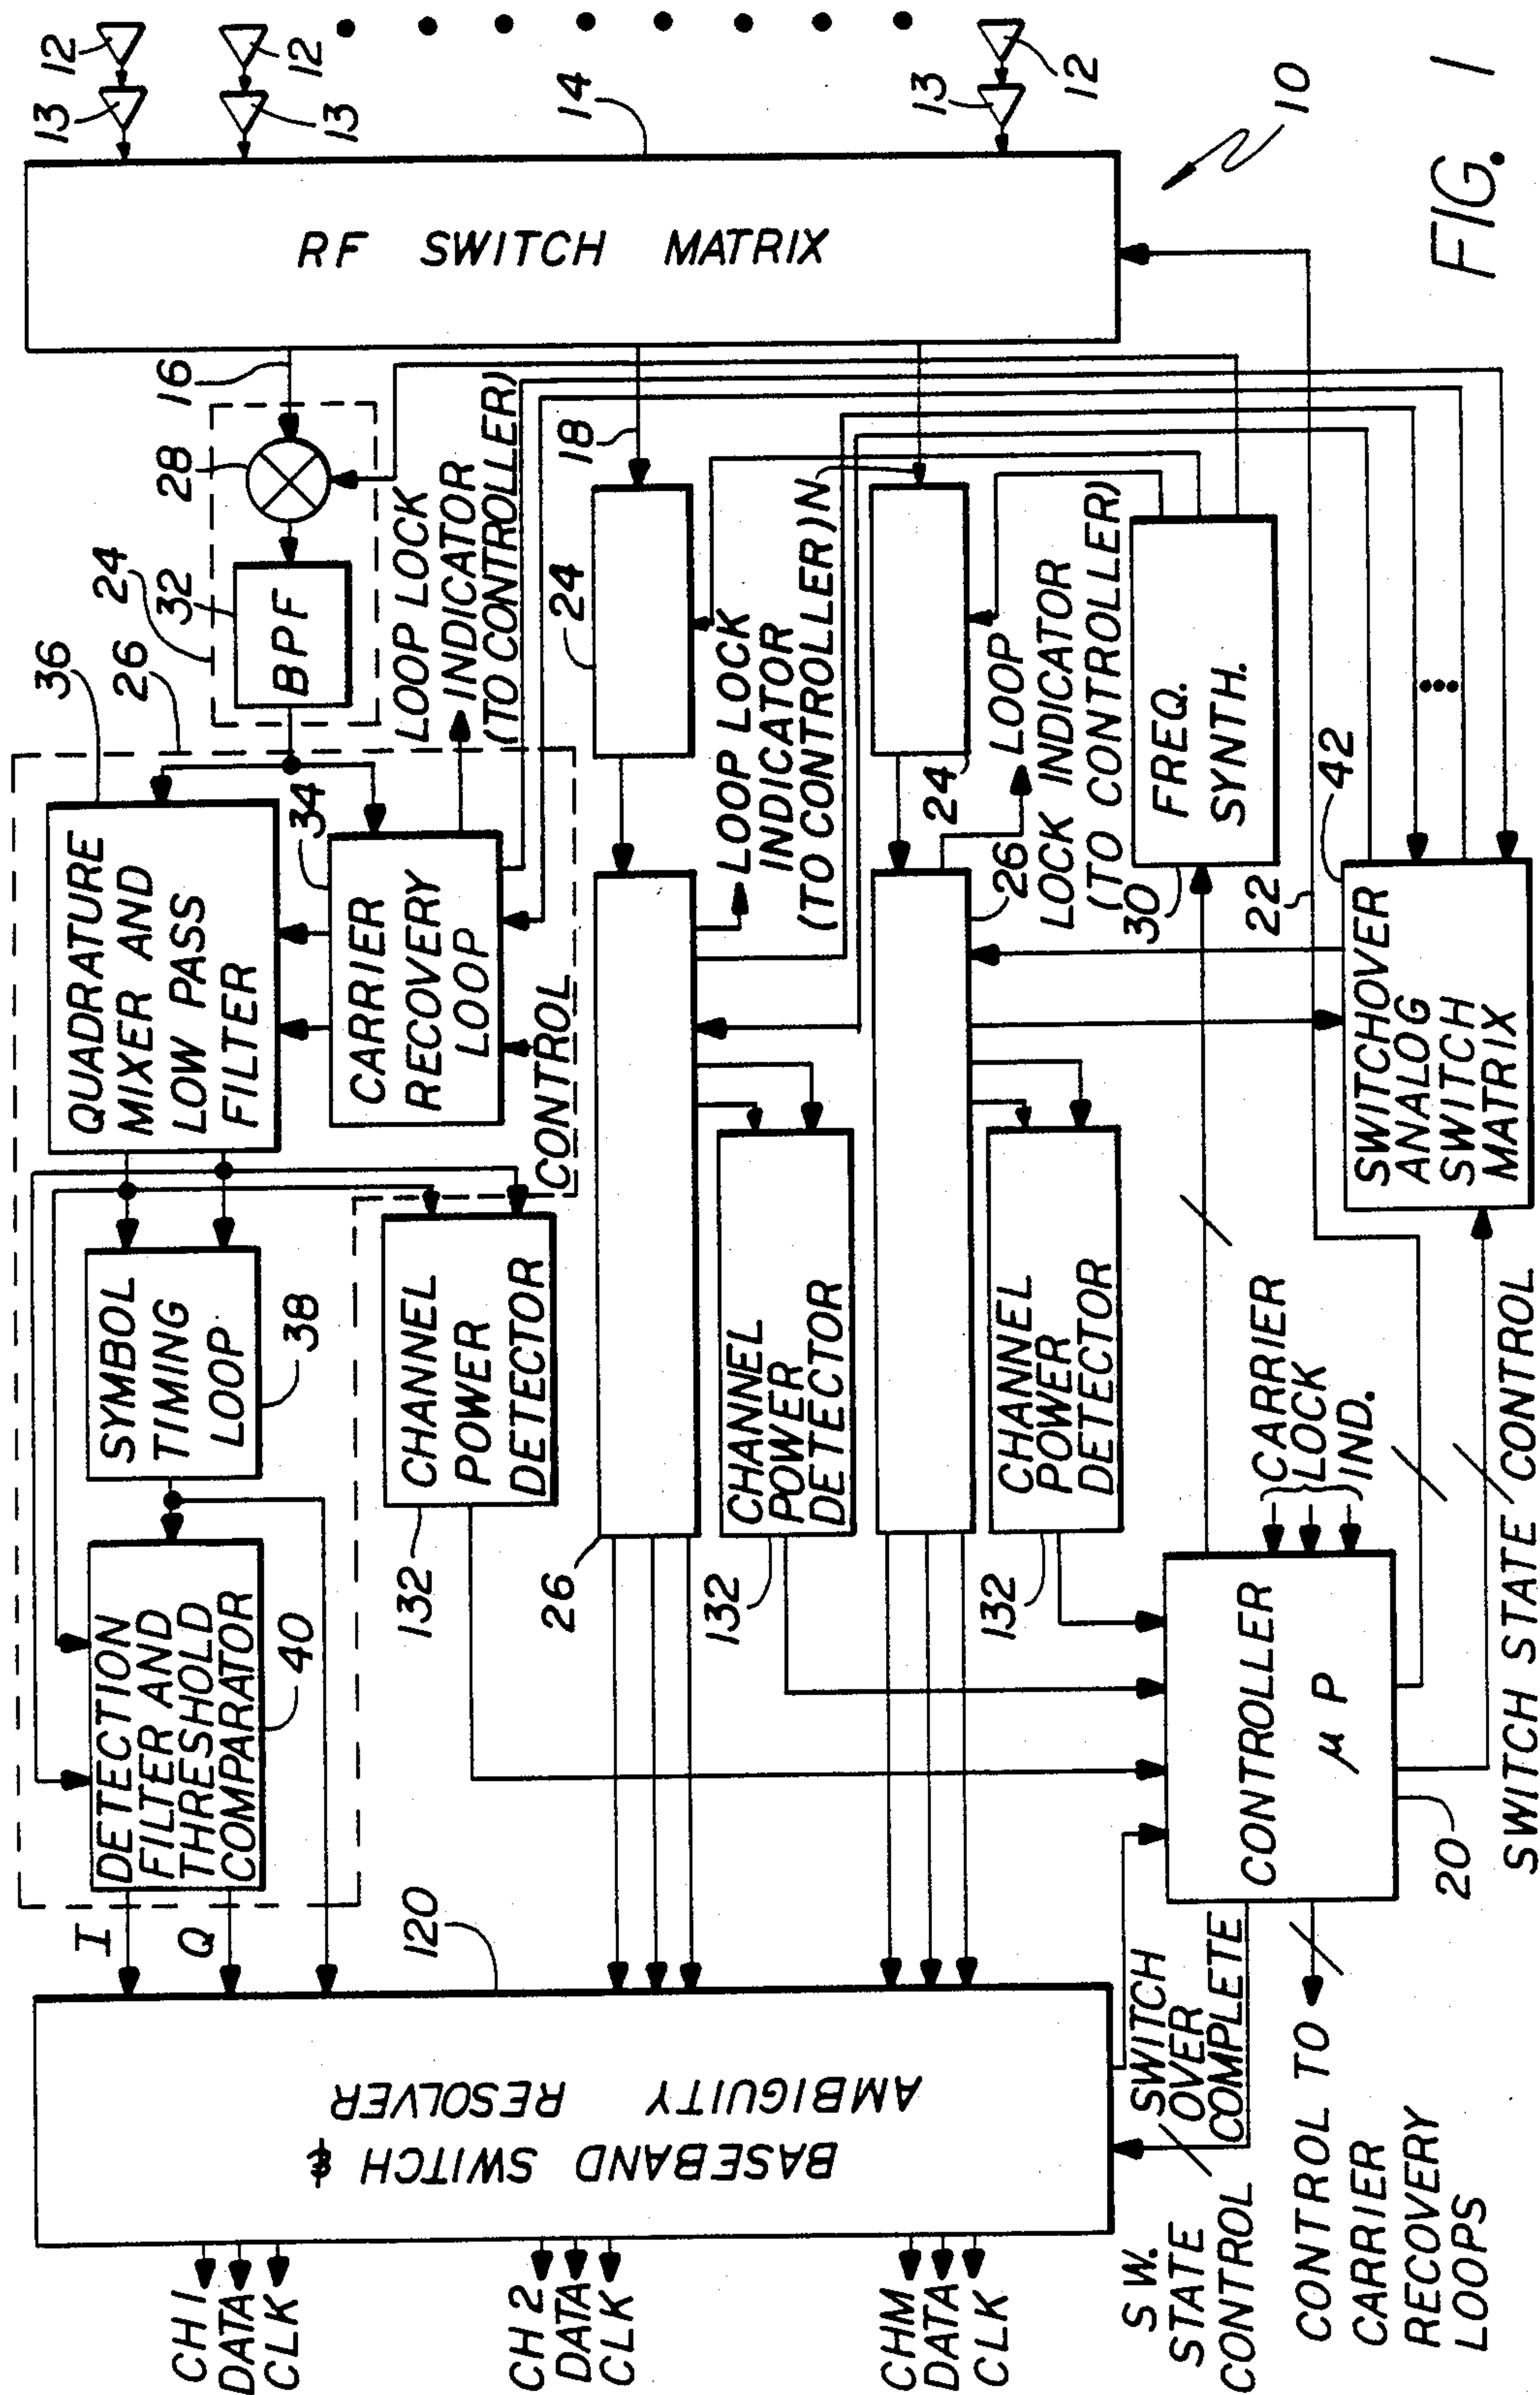 12
13
12
13
12
13
14
10
RF SWITCH MATRIX
16
18
N
28
24
32
BPF
LOOP LOCK
INDICATOR
(TO CONTROLLER)
36
26
QUADRATURE
MIXER AND
LOW PASS
FILTER
34
CARRIER
RECOVERY
LOOP
CONTROL
SYMBOL
TIMING
LOOP
38
DETECTION
FILTER AND
THRESHOLD
COMPARATOR
40
I
Q
CHANNEL
POWER
DETECTOR
132
24
LOOP LOCK
INDICATOR
(TO CONTROLLER)
26
CHANNEL
POWER
DETECTOR
132
24
LOOP
LOCK INDICATOR
(TO CONTROLLER)
26
CHANNEL
POWER
DETECTOR
132
FREQ.
SYNTH.
30
22
42
SWITCHOVER
ANALOG
SWITCH
MATRIX
CARRIER
LOCK
IND.
CONTROLLER
μP
20
SWITCH STATE CONTROL
120
BASEBAND SWITCH &
AMBIGUITY RESOLVER
SWITCH
OVER
COMPLETE
S W.
STATE
CONTROL
CONTROL TO
CARRIER
RECOVERY
LOOPS
CH 1
DATA
CLK
CH 2
DATA
CLK
CHM
DATA
CLK
FIG. 1